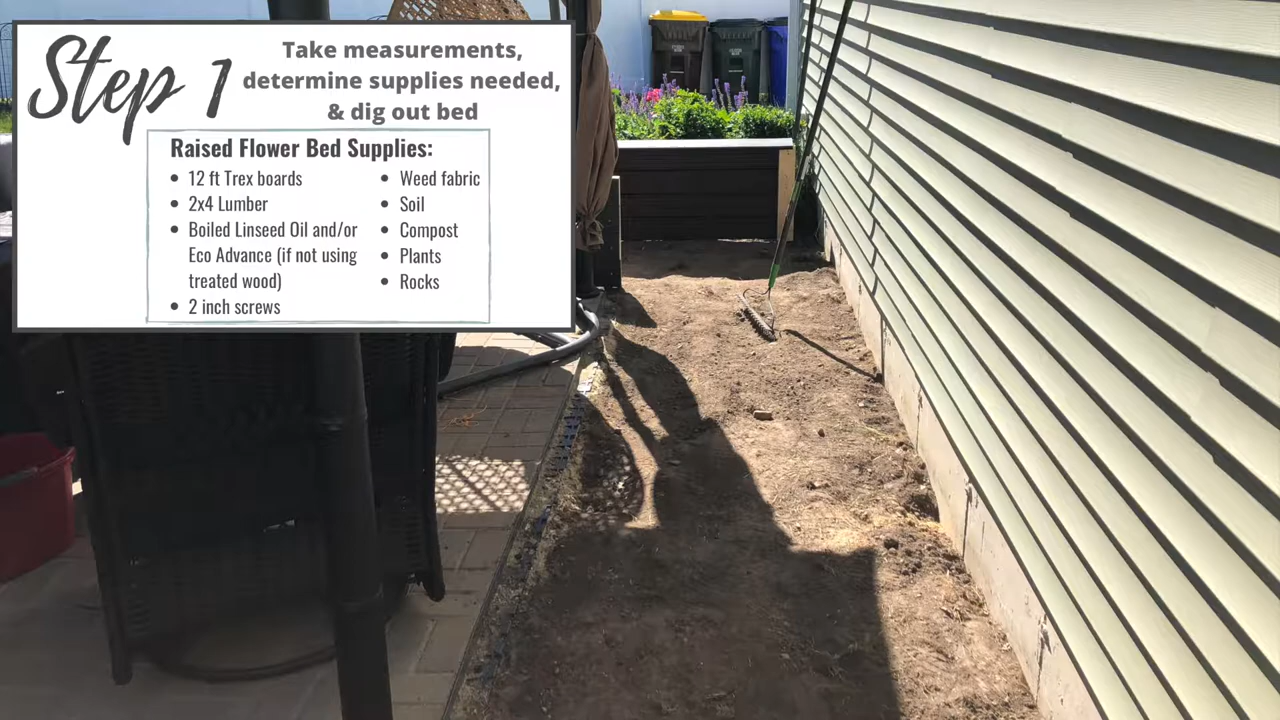 Step 1
Take measurements,
determine supplies needed,
& dig out bed
Raised Flower Bed Supplies:
• 12 ft Trex boards
• 2x4 Lumber
• Boiled Linseed Oil and/or
Eco Advance (if not using
treated wood)
• 2 inch screws
• Weed fabric
• Soil
• Compost
• Plants
• Rocks